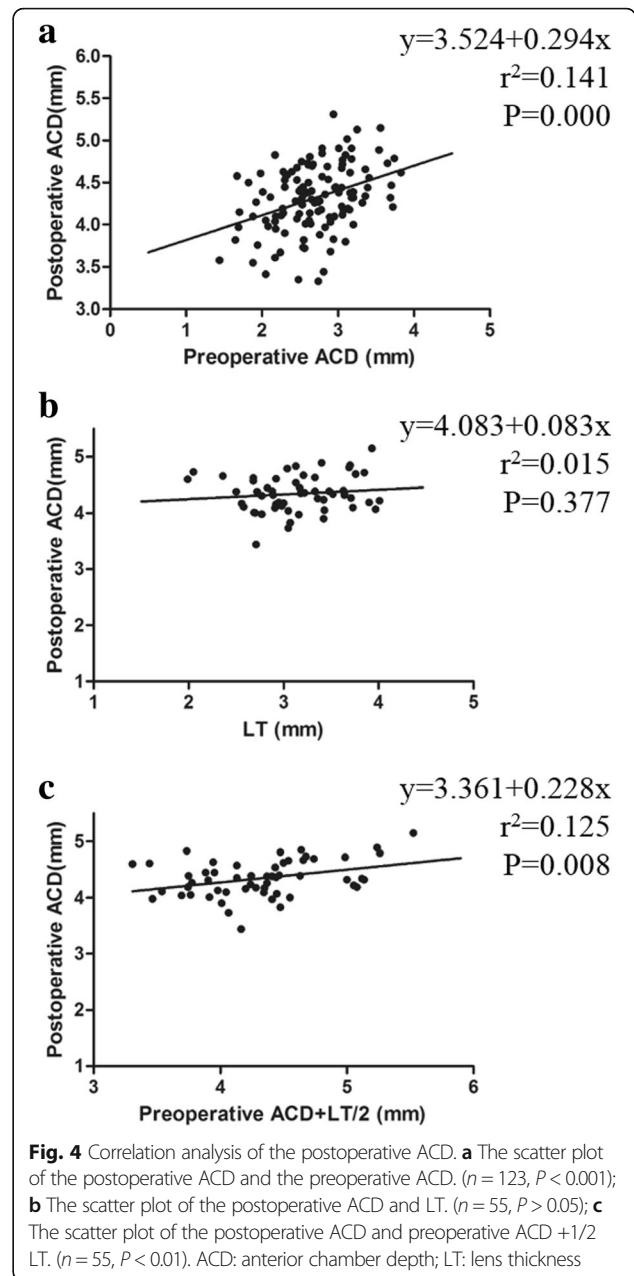 a
y=3.524+0.294x
r²=0.141
P=0.000
Postoperative ACD(mm)
6.0
5.5
5.0
4.5
4.0
3.5
3.0
0 1 2 3 4 5
Preoperative ACD (mm)
b
y=4.083+0.083x
r²=0.015
P=0.377
Postoperative ACD(mm)
5
4
3
2
1
1 2 3 4 5
LT (mm)
c
y=3.361+0.228x
r²=0.125
P=0.008
Postoperative ACD(mm)
5
4
3
2
1
3 4 5 6
Preoperative ACD+LT/2 (mm)
Fig. 4 Correlation analysis of the postoperative ACD. a The scatter plot
of the postoperative ACD and the preoperative ACD. (n = 123, P < 0.001);
b The scatter plot of the postoperative ACD and LT. (n = 55, P > 0.05); c
The scatter plot of the postoperative ACD and preoperative ACD +1/2
LT. (n = 55, P < 0.01). ACD: anterior chamber depth; LT: lens thickness